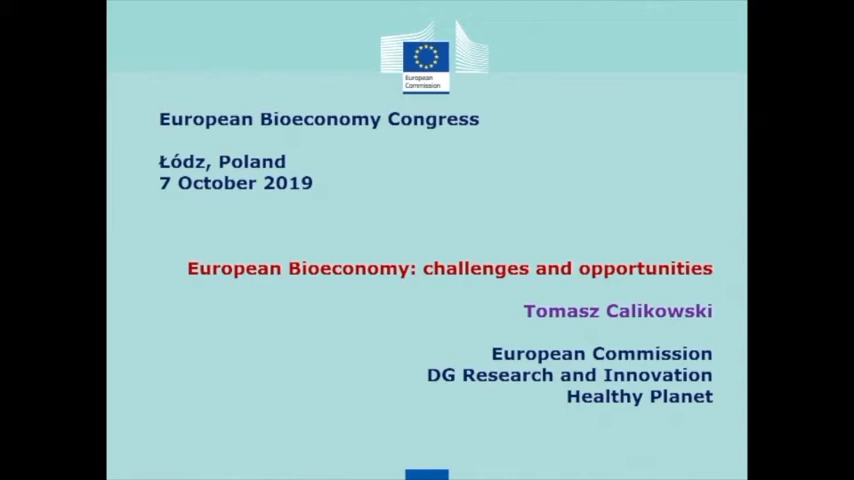 European
Commission
European Bioeconomy Congress
Łódz, Poland
7 October 2019
European Bioeconomy: challenges and opportunities
Tomasz Calikowski
European Commission
DG Research and Innovation
Healthy Planet